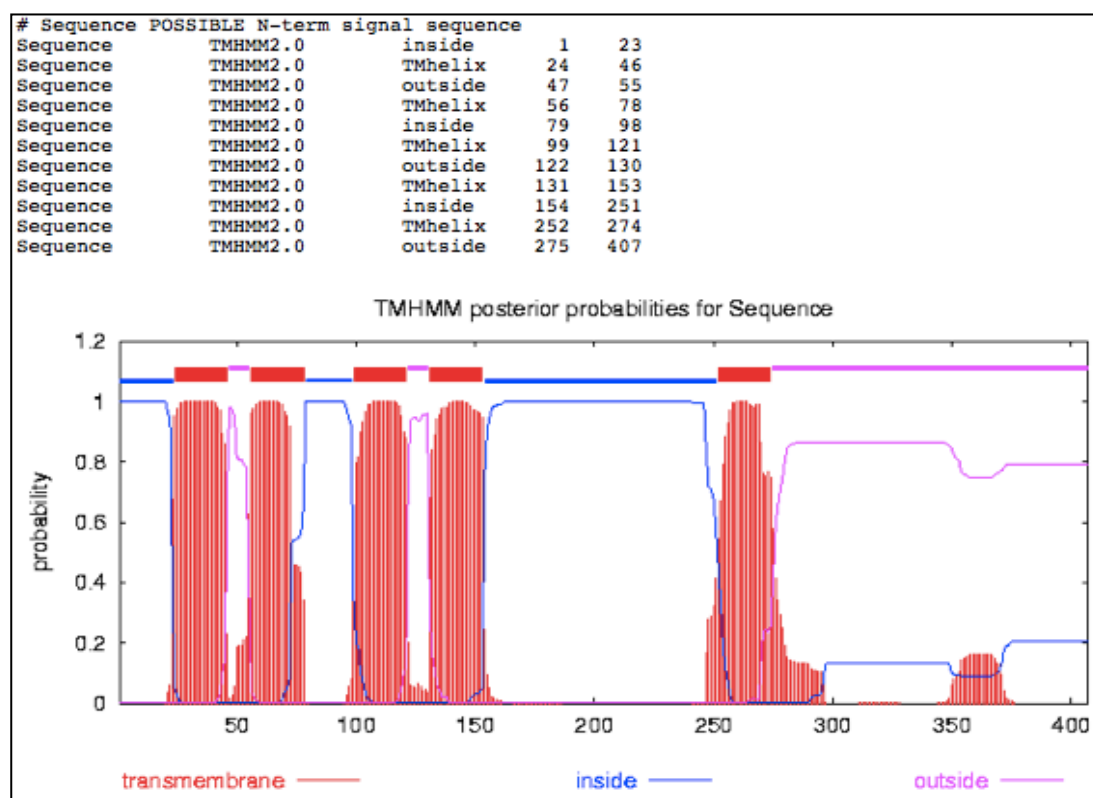 # Sequence POSSIBLE N-term signal sequence
Sequence TMHMM2.0 inside 1 23
Sequence TMHMM2.0 TMhelix 24 46
Sequence TMHMM2.0 outside 47 55
Sequence TMHMM2.0 TMhelix 56 78
Sequence TMHMM2.0 inside 79 98
Sequence TMHMM2.0 TMhelix 99 121
Sequence TMHMM2.0 outside 122 130
Sequence TMHMM2.0 TMhelix 131 153
Sequence TMHMM2.0 inside 154 251
Sequence TMHMM2.0 TMhelix 252 274
Sequence TMHMM2.0 outside 275 407
TMHMM posterior probabilities for Sequence
1.2
1
0.8
0.6
0.4
0.2
0
probability
50 100 150 200 250 300 350 400
transmembrane inside outside